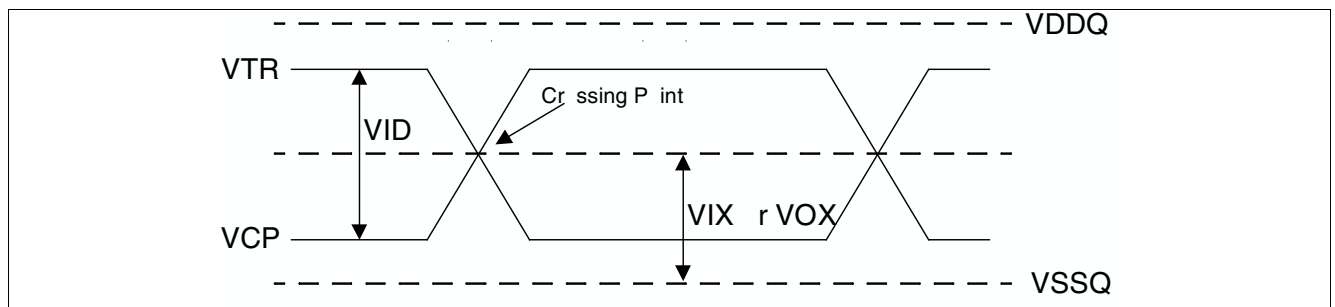 VDDQ
VTR
Cr ssing P int
VID
VIX r VOX
VCP
VSSQ